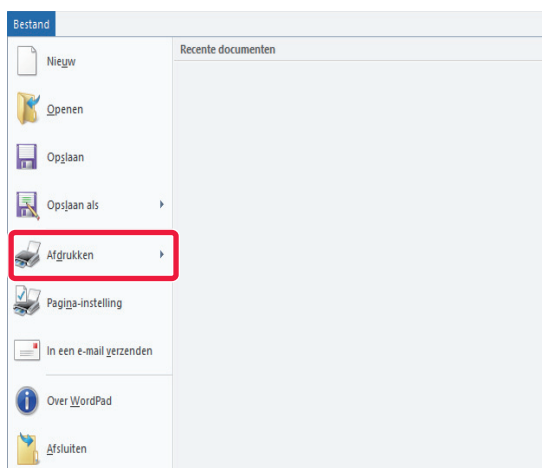 Bestand
Recente documenten
Nieuw
Openen
Opslaan
Opslaan als
Afdrukken
Pagina-instelling
In een e-mail verzenden
Over WordPad
Afsluiten